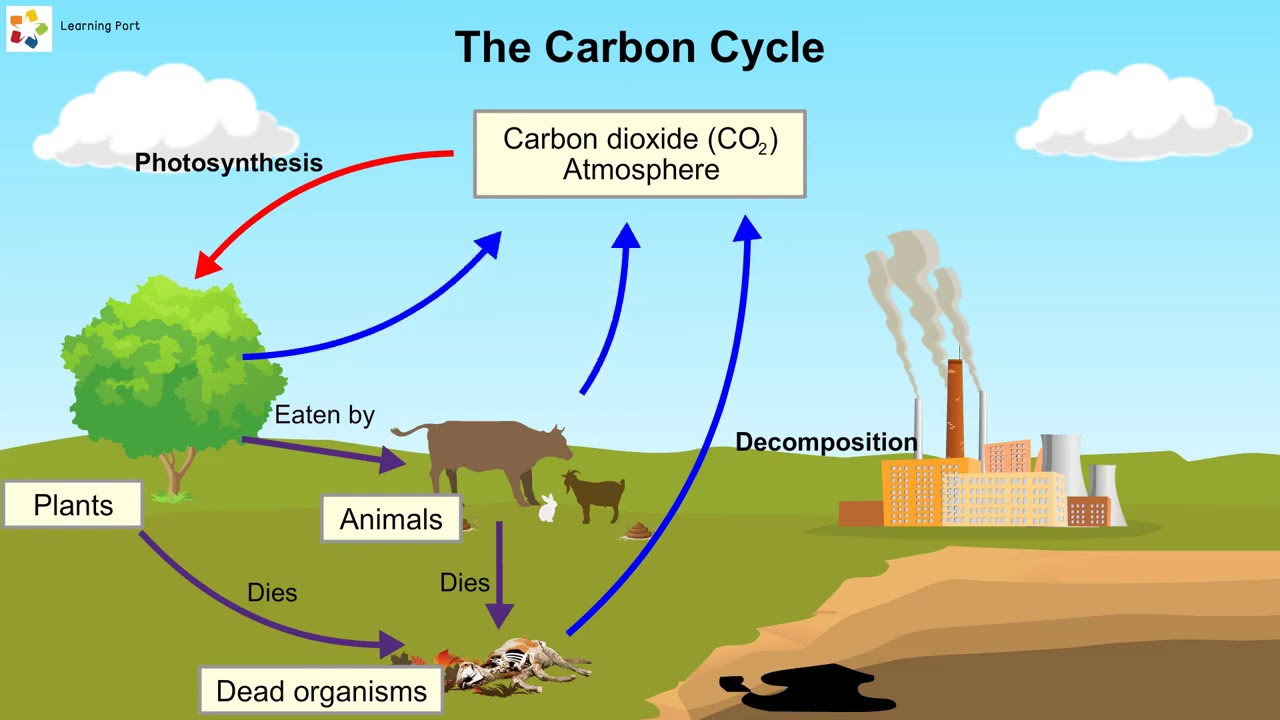 Learning Port
The Carbon Cycle
Carbon dioxide (CO₂)
Atmosphere
Photosynthesis
Eaten by
Decomposition
Plants
Animals
Dies
Dies
Dead organisms